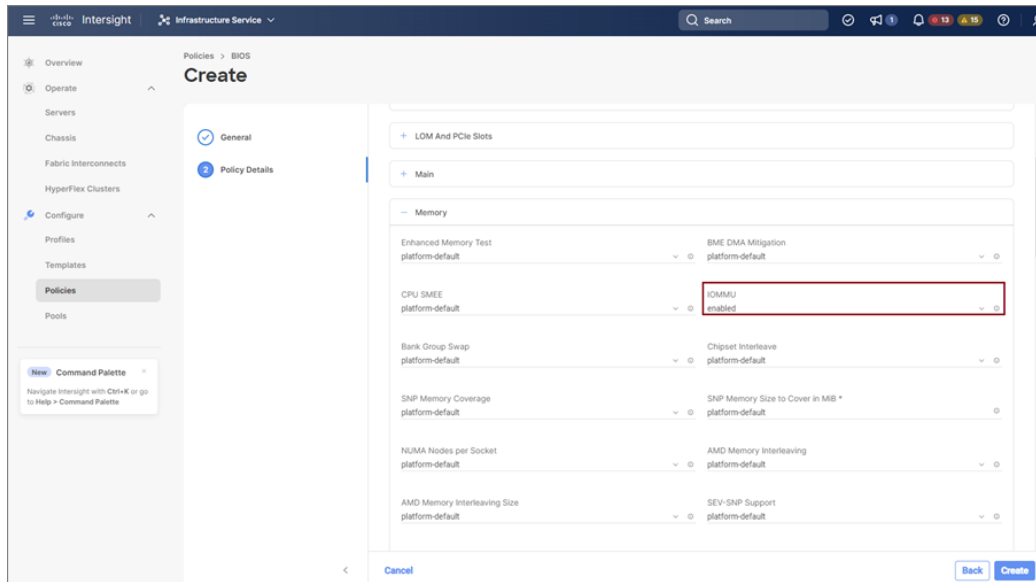 cisco Intersight
Infrastructure Service
Search
1
13
15
Overview
Operate
Servers
Chassis
Fabric Interconnects
HyperFlex Clusters
Configure
Profiles
Templates
Policies
Pools
New Command Palette
Navigate Intersight with Ctrl+K or go
to Help > Command Palette
Policies > BIOS
Create
General
2 Policy Details
+ LOM And PCIe Slots
+ Main
− Memory
Enhanced Memory Test
platform-default
BME DMA Mitigation
platform-default
CPU SMEE
platform-default
IOMMU
enabled
Bank Group Swap
platform-default
Chipset Interleave
platform-default
SNP Memory Coverage
platform-default
SNP Memory Size to Cover in MiB *
platform-default
NUMA Nodes per Socket
platform-default
AMD Memory Interleaving
platform-default
AMD Memory Interleaving Size
platform-default
SEV-SNP Support
platform-default
Cancel
Back
Create